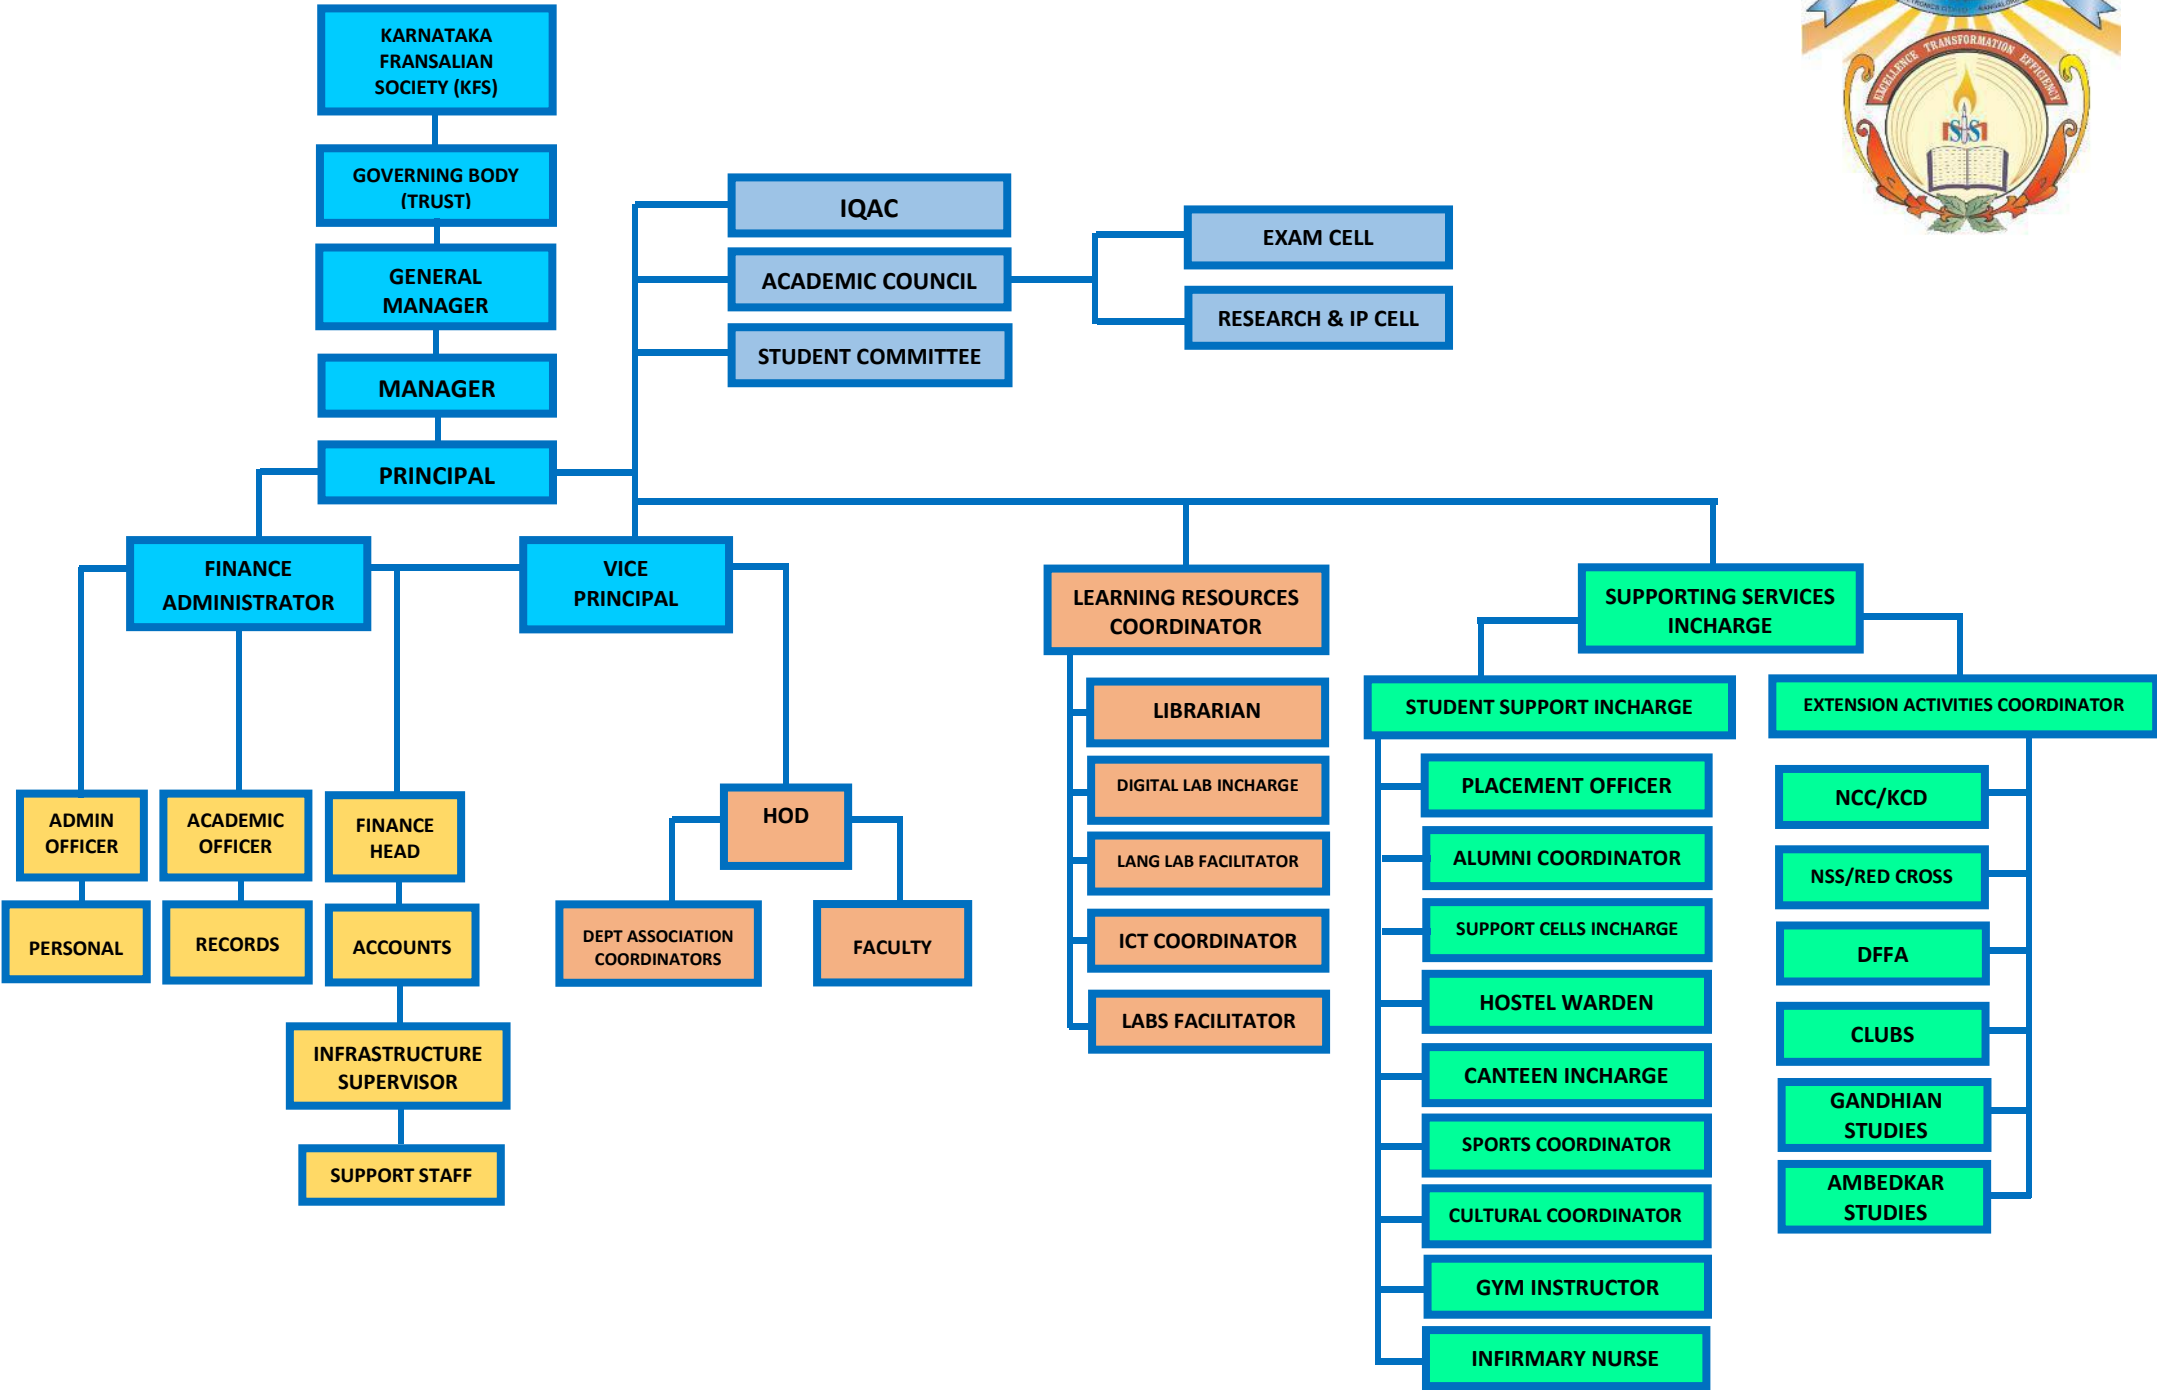 KARNATAKA
FRANSALIAN
SOCIETY (KFS)
GOVERNING BODY
(TRUST)
GENERAL
MANAGER
MANAGER
PRINCIPAL
IQAC
ACADEMIC COUNCIL
STUDENT COMMITTEE
EXAM CELL
RESEARCH & IP CELL
EXCELLENCE TRANSFORMATION EFFICIENCY
FINANCE
ADMINISTRATOR
VICE
PRINCIPAL
LEARNING RESOURCES
COORDINATOR
SUPPORTING SERVICES
INCHARGE
ADMIN
OFFICER
ACADEMIC
OFFICER
FINANCE
HEAD
PERSONAL
RECORDS
ACCOUNTS
INFRASTRUCTURE
SUPERVISOR
SUPPORT STAFF
HOD
DEPT ASSOCIATION
COORDINATORS
FACULTY
LIBRARIAN
DIGITAL LAB INCHARGE
LANG LAB FACILITATOR
ICT COORDINATOR
LABS FACILITATOR
STUDENT SUPPORT INCHARGE
PLACEMENT OFFICER
ALUMNI COORDINATOR
SUPPORT CELLS INCHARGE
HOSTEL WARDEN
CANTEEN INCHARGE
SPORTS COORDINATOR
CULTURAL COORDINATOR
GYM INSTRUCTOR
INFIRMARY NURSE
EXTENSION ACTIVITIES COORDINATOR
NCC/KCD
NSS/RED CROSS
DFFA
CLUBS
GANDHIAN
STUDIES
AMBEDKAR
STUDIES